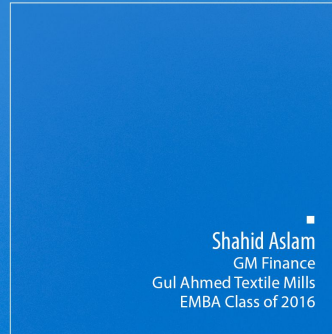 Shahid Aslam
GM Finance
Gul Ahmed Textile Mills
EMBA Class of 2016